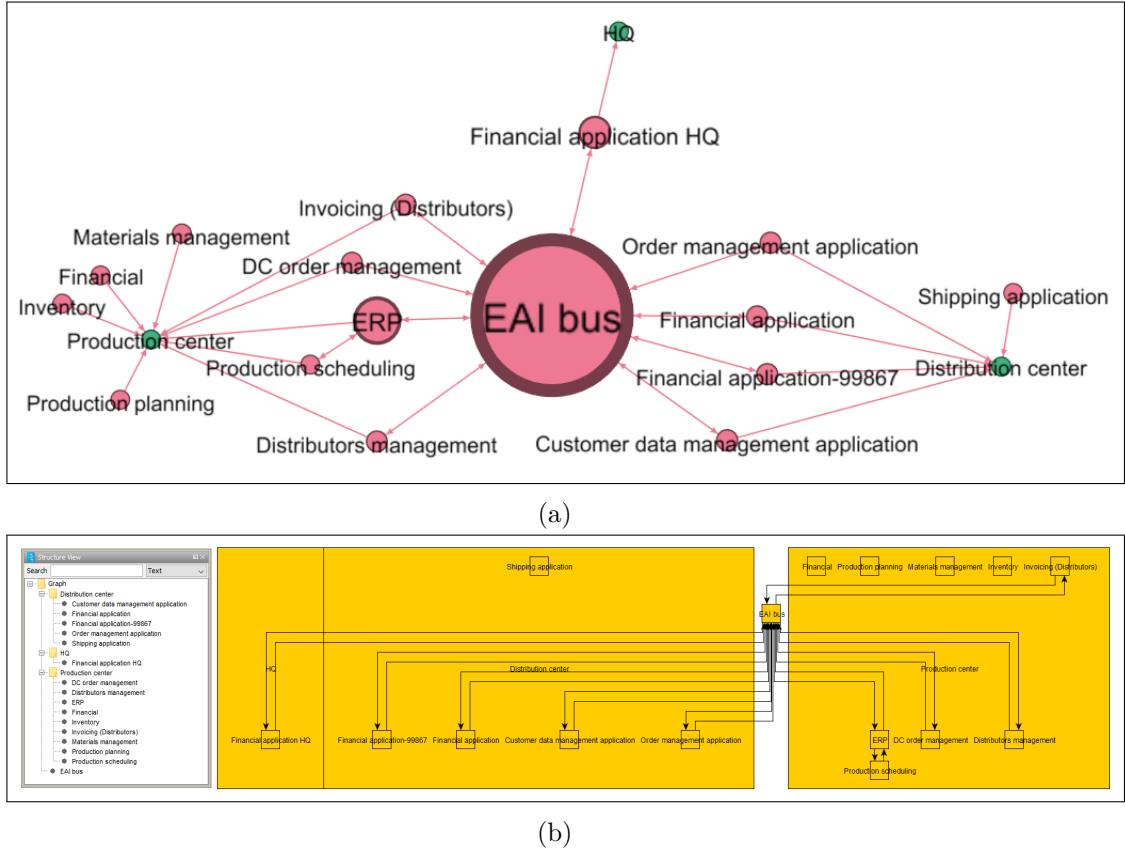 HQ
Financial application HQ
Invoicing (Distributors)
Materials management
Order management application
DC order management
Financial
Shipping application
Inventory
EAI bus
ERP
Financial application
Production center
Production scheduling
Distribution center
Financial application-99867
Production planning
Distributors management
Customer data management application
(a)
Structure View
Search
Text
Graph
Distribution center
Customer data management application
Financial application
Financial application-99867
Order management application
Shipping application
HQ
Financial application HQ
Production center
DC order management
Distributors management
ERP
Financial
Inventory
Invoicing (Distributors)
Materials management
Production planning
Production scheduling
EAI bus
Shipping application
Financial
Production planning
Materials management
Inventory
Invoicing (Distributors)
EAI bus
HQ
Distribution center
Production center
Financial application HQ
Financial application-99867
Financial application
Customer data management application
Order management application
ERP
DC order management
Distributors management
Production scheduling
(b)